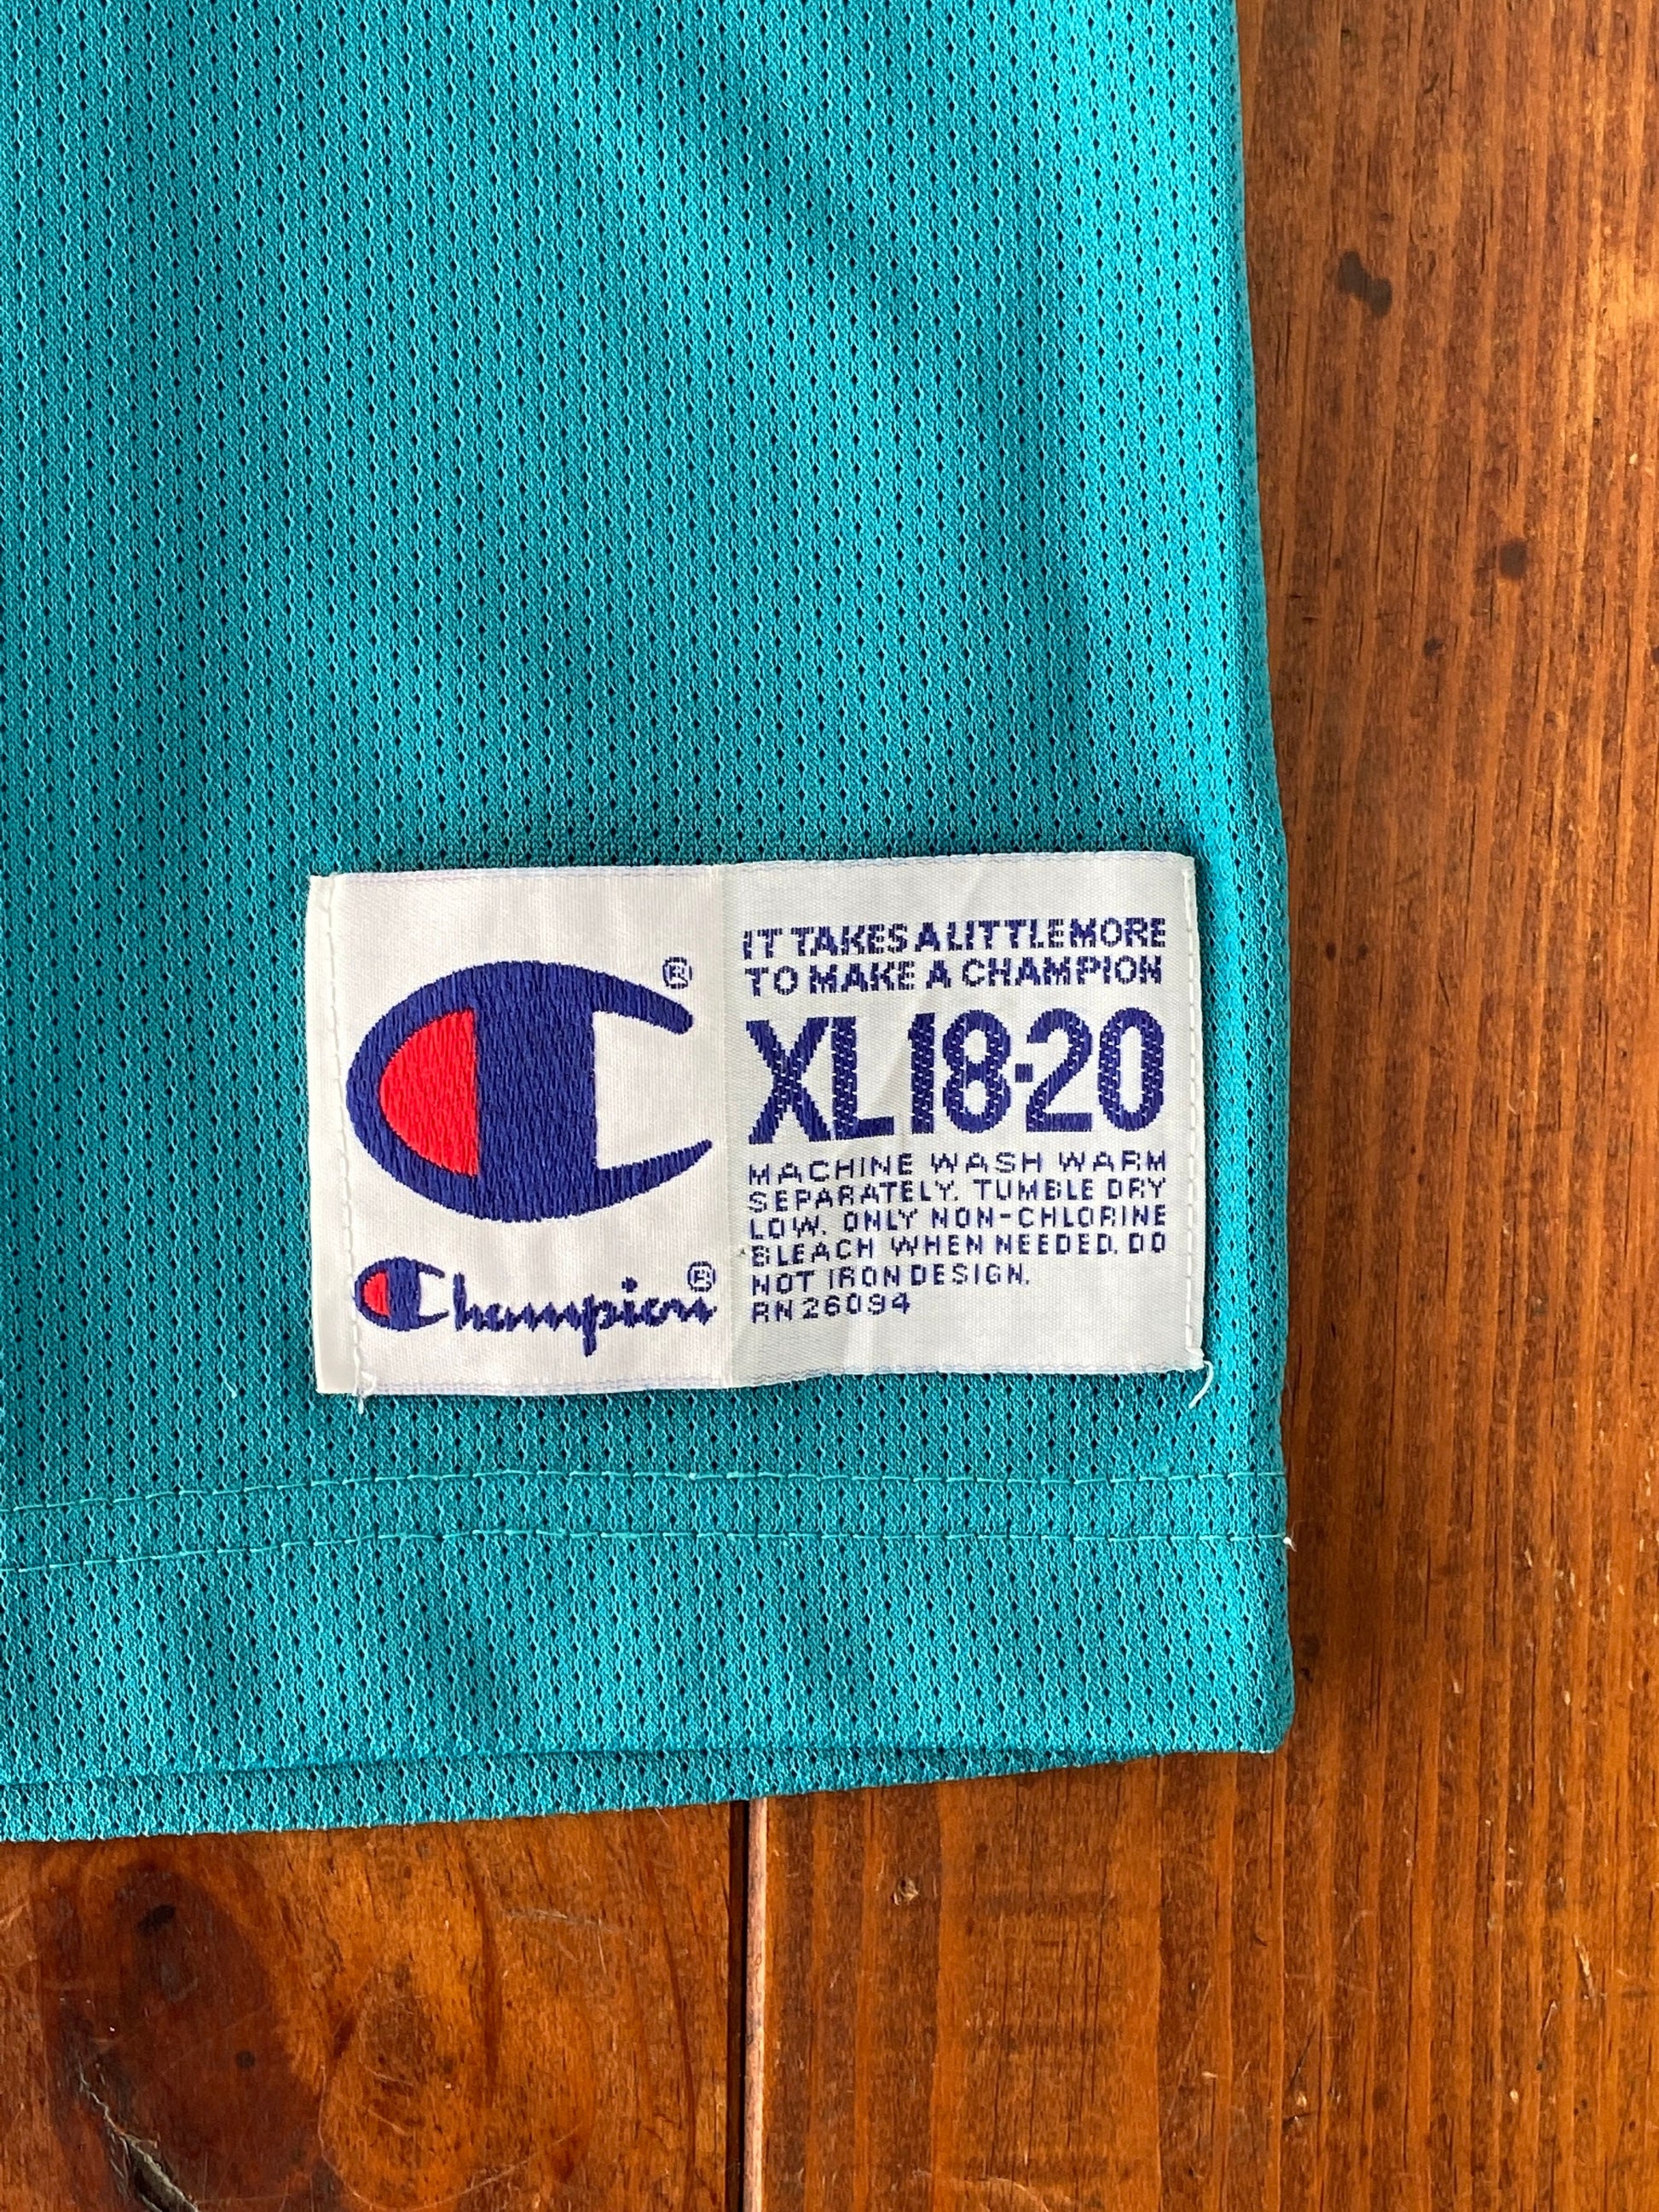 ®
Champion®
IT TAKES A LITTLE MORE
TO MAKE A CHAMPION
XL 18-20
MACHINE WASH WARM
SEPARATELY. TUMBLE DRY
LOW. ONLY NON-CHLORINE
BLEACH WHEN NEEDED. DO
NOT IRON DESIGN.
RN 26094